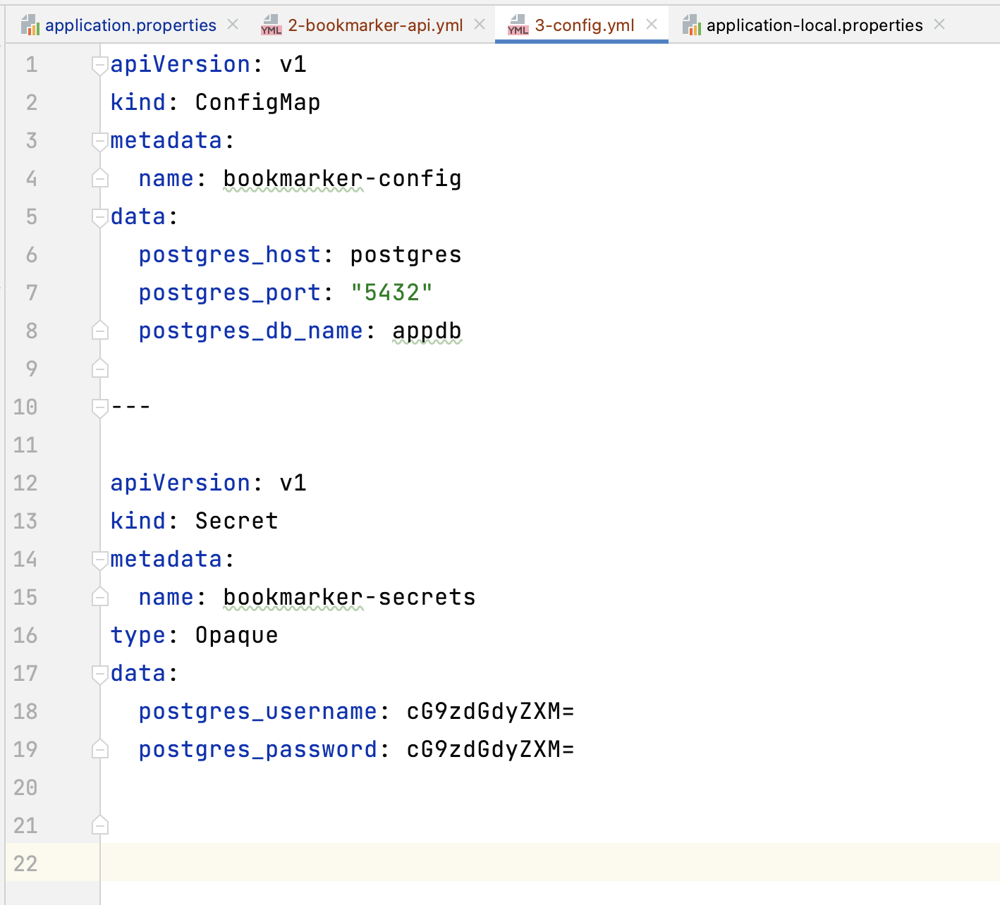 application.properties
YML 2-bookmarker-api.yml
YML 3-config.yml
application-local.properties
1 apiVersion: v1
2 kind: ConfigMap
3 metadata:
4   name: bookmarker-config
5 data:
6   postgres_host: postgres
7   postgres_port: "5432"
8   postgres_db_name: appdb
9
10 ---
11
12 apiVersion: v1
13 kind: Secret
14 metadata:
15   name: bookmarker-secrets
16 type: Opaque
17 data:
18   postgres_username: cG9zdGdyZXM=
19   postgres_password: cG9zdGdyZXM=
20
21
22